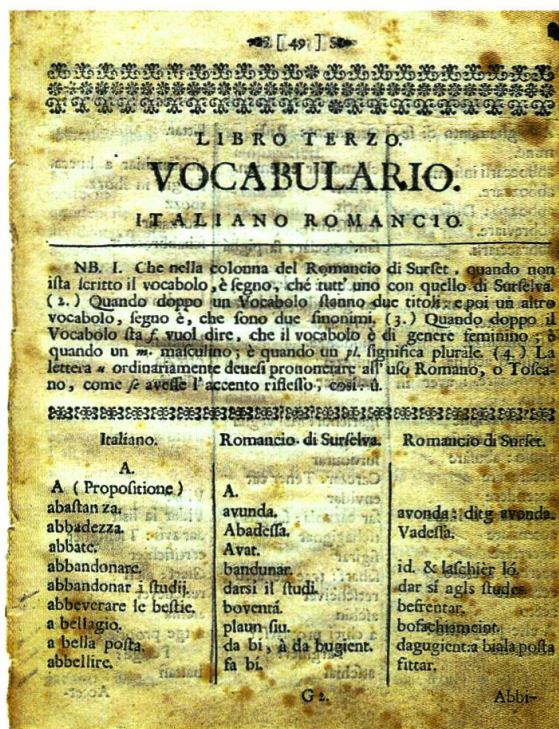 [ 49 ]
LIBRO TERZO.
VOCABULARIO.
ITALIANO ROMANCIO.
NB. I. Che nella colonna del Romancio di Surſet, quando non
iſta ſcritto il vocabolo, è ſegno, ché tutt' uno con quello di Surſelva.
(2.) Quando doppo un Vocabolo ſtanno due titoli: e poi un altro
vocabolo, ſegno è, che ſono due ſinonimi. (3.) Quando doppo il
Vocabolo ſta f. vuol dire, che il vocabolo è di genere feminino; è
quando un m. maſculino; è quando un pl. ſignifica plurale. (4.) La
lettera u ordinariamente deueſi prononciare all' uſo Romano, o Toſca-
no, come ſe aveſſe l'accento rifleſſo, coſi: û.
Italiano. Romancio di Surſelva. Romancio di Surſet.
A.
A (Propoſitione) A.
abaſtanza. avunda. avonda: ditg avonda.
abbadezza. Abadeſſa. Vadeſſa.
abbate. Avat.
abbandonare. bandunar. id. & laſchier ló.
abbandonar i ſtudij. darsi il ſtudi. dar sí agls ſtudes
abbeverare le beſtie. boventá. beſrentar.
a bellagio. plaun ſiu. bofachiameint.
a bella poſta. da bi, à da bugient. dagugient: a biala poſta
abbellire. fa bí. fittar.
G 2. Abbi-